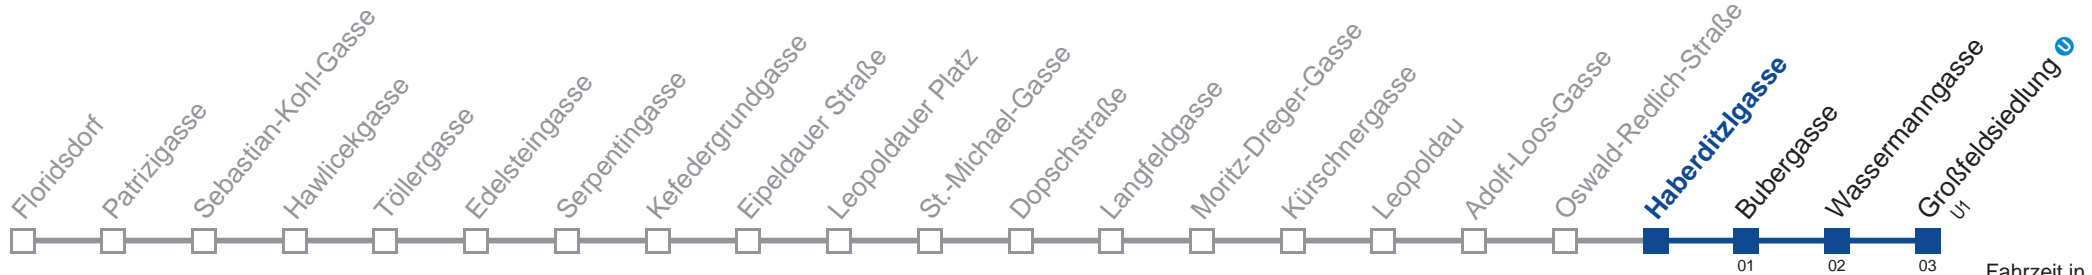 Floridsdorf
Patrizigasse
Sebastian-Kohl-Gasse
Hawlicekgasse
Töllergasse
Edelsteingasse
Serpentingasse
Kefedergrundgasse
Eipeldauer Straße
Leopoldauer Platz
St.-Michael-Gasse
Dopschstraße
Langfeldgasse
Moritz-Dreger-Gasse
Kürschnergasse
Leopoldau
Adolf-Loos-Gasse
Oswald-Redlich-Straße
Haberditzlgasse
Bubergasse
Wassermanngasse
Großfeldsiedlung U
U1
01 02 03
Fahrzeit in